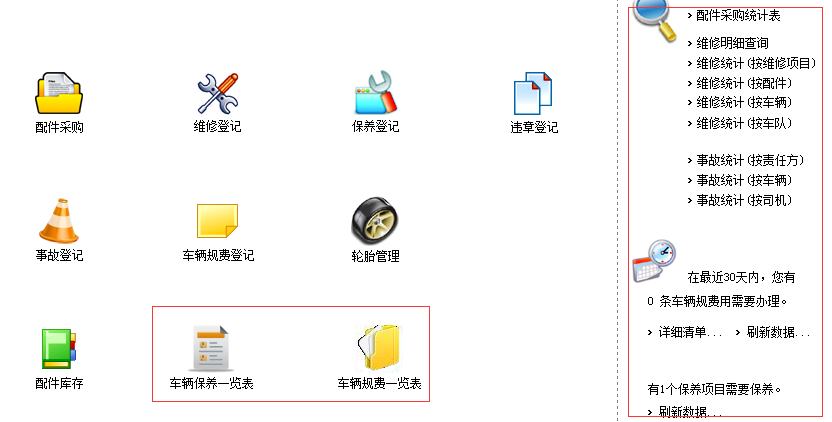 配件采购
维修登记
保养登记
违章登记
事故登记
车辆规费登记
轮胎管理
配件库存
车辆保养一览表
车辆规费一览表
> 配件采购统计表
> 维修明细查询
> 维修统计(按维修项目)
> 维修统计(按配件)
> 维修统计(按车辆)
> 维修统计(按车队)
> 事故统计(按责任方)
> 事故统计(按车辆)
> 事故统计(按司机)
在最近30天内，您有
0 条车辆规费用需要办理。
> 详细清单... > 刷新数据...
有1个保养项目需要保养。
> 刷新数据...